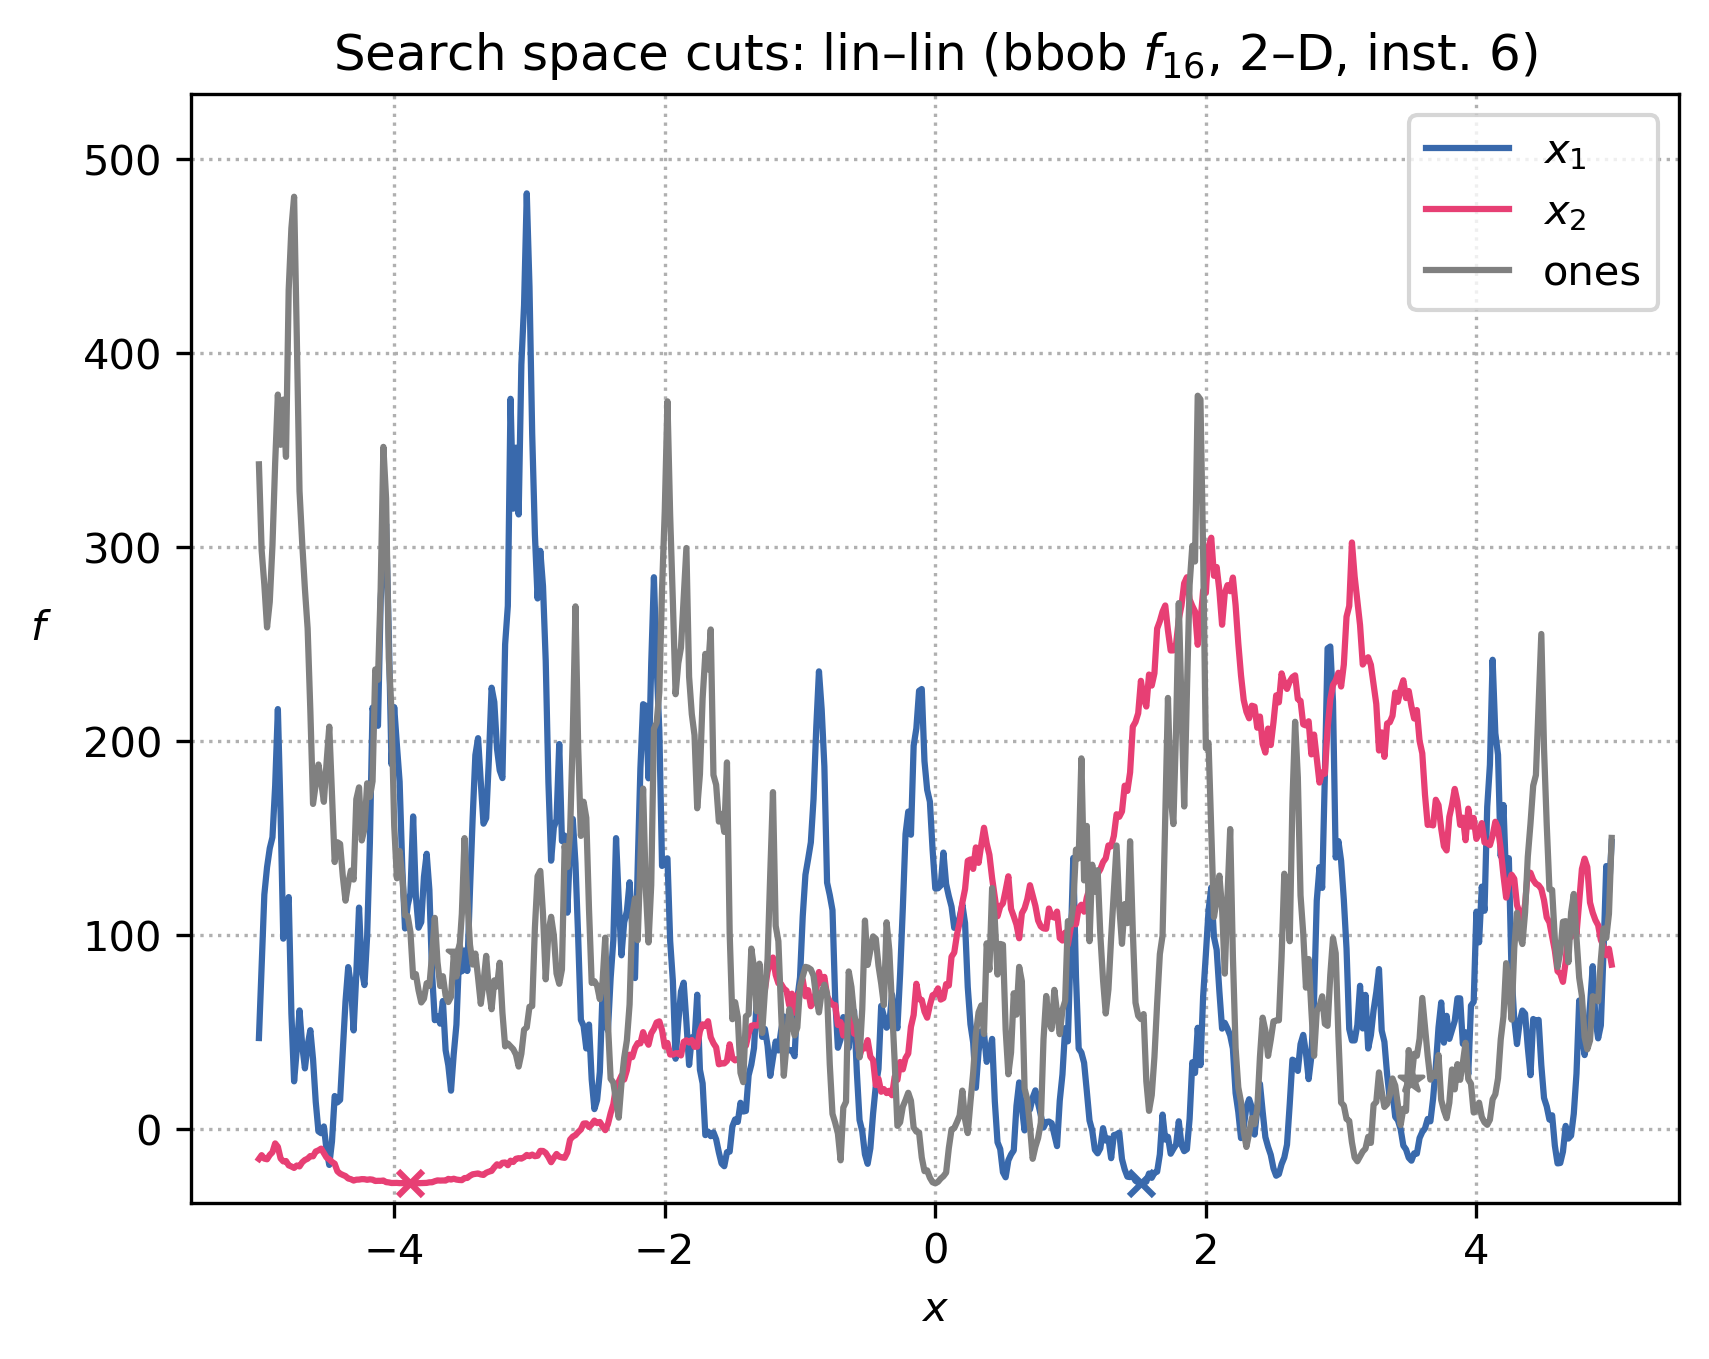 Search space cuts: lin–lin (bbob f16, 2–D, inst. 6)
x1
x2
ones
500
400
300
200
100
0
f
−4
−2
0
2
4
x